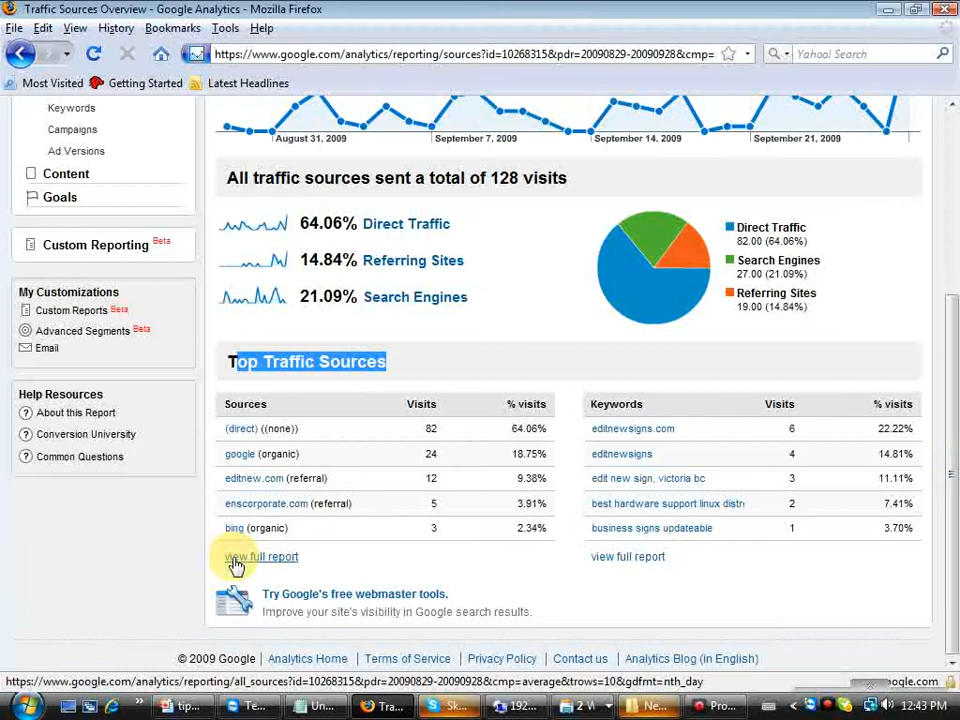 Traffic Sources Overview - Google Analytics - Mozilla Firefox
File Edit View History Bookmarks Tools Help
https://www.google.com/analytics/reporting/sources?id=10268315&pdr=20090829-20090928&cmp=
Yahoo! Search
Most Visited Getting Started Latest Headlines
Keywords
Campaigns
Ad Versions
Content
Goals
Custom Reporting Beta
My Customizations
Custom Reports Beta
Advanced Segments Beta
Email
Help Resources
About this Report
Conversion University
Common Questions
August 31, 2009 September 7, 2009 September 14, 2009 September 21, 2009
All traffic sources sent a total of 128 visits
64.06% Direct Traffic
14.84% Referring Sites
21.09% Search Engines
Direct Traffic
82.00 (64.06%)
Search Engines
27.00 (21.09%)
Referring Sites
19.00 (14.84%)
Top Traffic Sources
Sources Visits % visits
(direct) ((none)) 82 64.06%
google (organic) 24 18.75%
editnew.com (referral) 12 9.38%
enscorporate.com (referral) 5 3.91%
bing (organic) 3 2.34%
view full report
Keywords Visits % visits
editnewsigns.com 6 22.22%
editnewsigns 4 14.81%
edit new sign, victoria bc 3 11.11%
best hardware support linux distr 2 7.41%
business signs updateable 1 3.70%
view full report
Try Google's free webmaster tools.
Improve your site's visibility in Google search results.
© 2009 Google | Analytics Home | Terms of Service | Privacy Policy | Contact us | Analytics Blog (in English)
https://www.google.com/analytics/reporting/all_sources?id=10268315&pdr=20090829-20090928&cmp=average&trows=10&gdfmt=nth_day
ogle.com
tip... Te... Un... Tra... Sk... 192... 2 W Ne... Pro... 12:43 PM